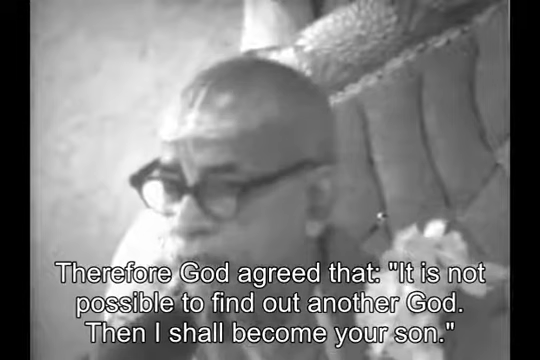 Therefore God agreed that: "It is not
possible to find out another God.
Then I shall become your son."